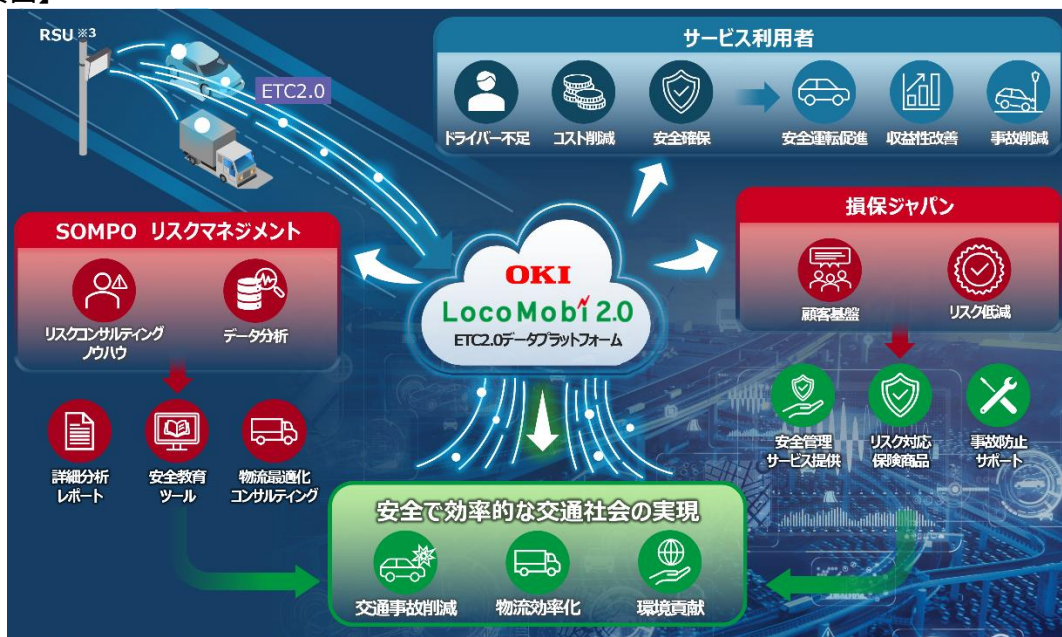 RSU ※3
ETC2.0
サービス利用者
ドライバー不足
コスト削減
安全確保
安全運転促進
収益性改善
事故削減
SOMPO リスクマネジメント
リスクコンサルティング
ノウハウ
データ分析
詳細分析
レポート
安全教育
ツール
物流最適化
コンサルティング
OKI
LocoMobi 2.0
ETC2.0データプラットフォーム
損保ジャパン
顧客基盤
リスク低減
安全管理
サービス提供
リスク対応
保険商品
事故防止
サポート
安全で効率的な交通社会の実現
交通事故削減
物流効率化
環境貢献